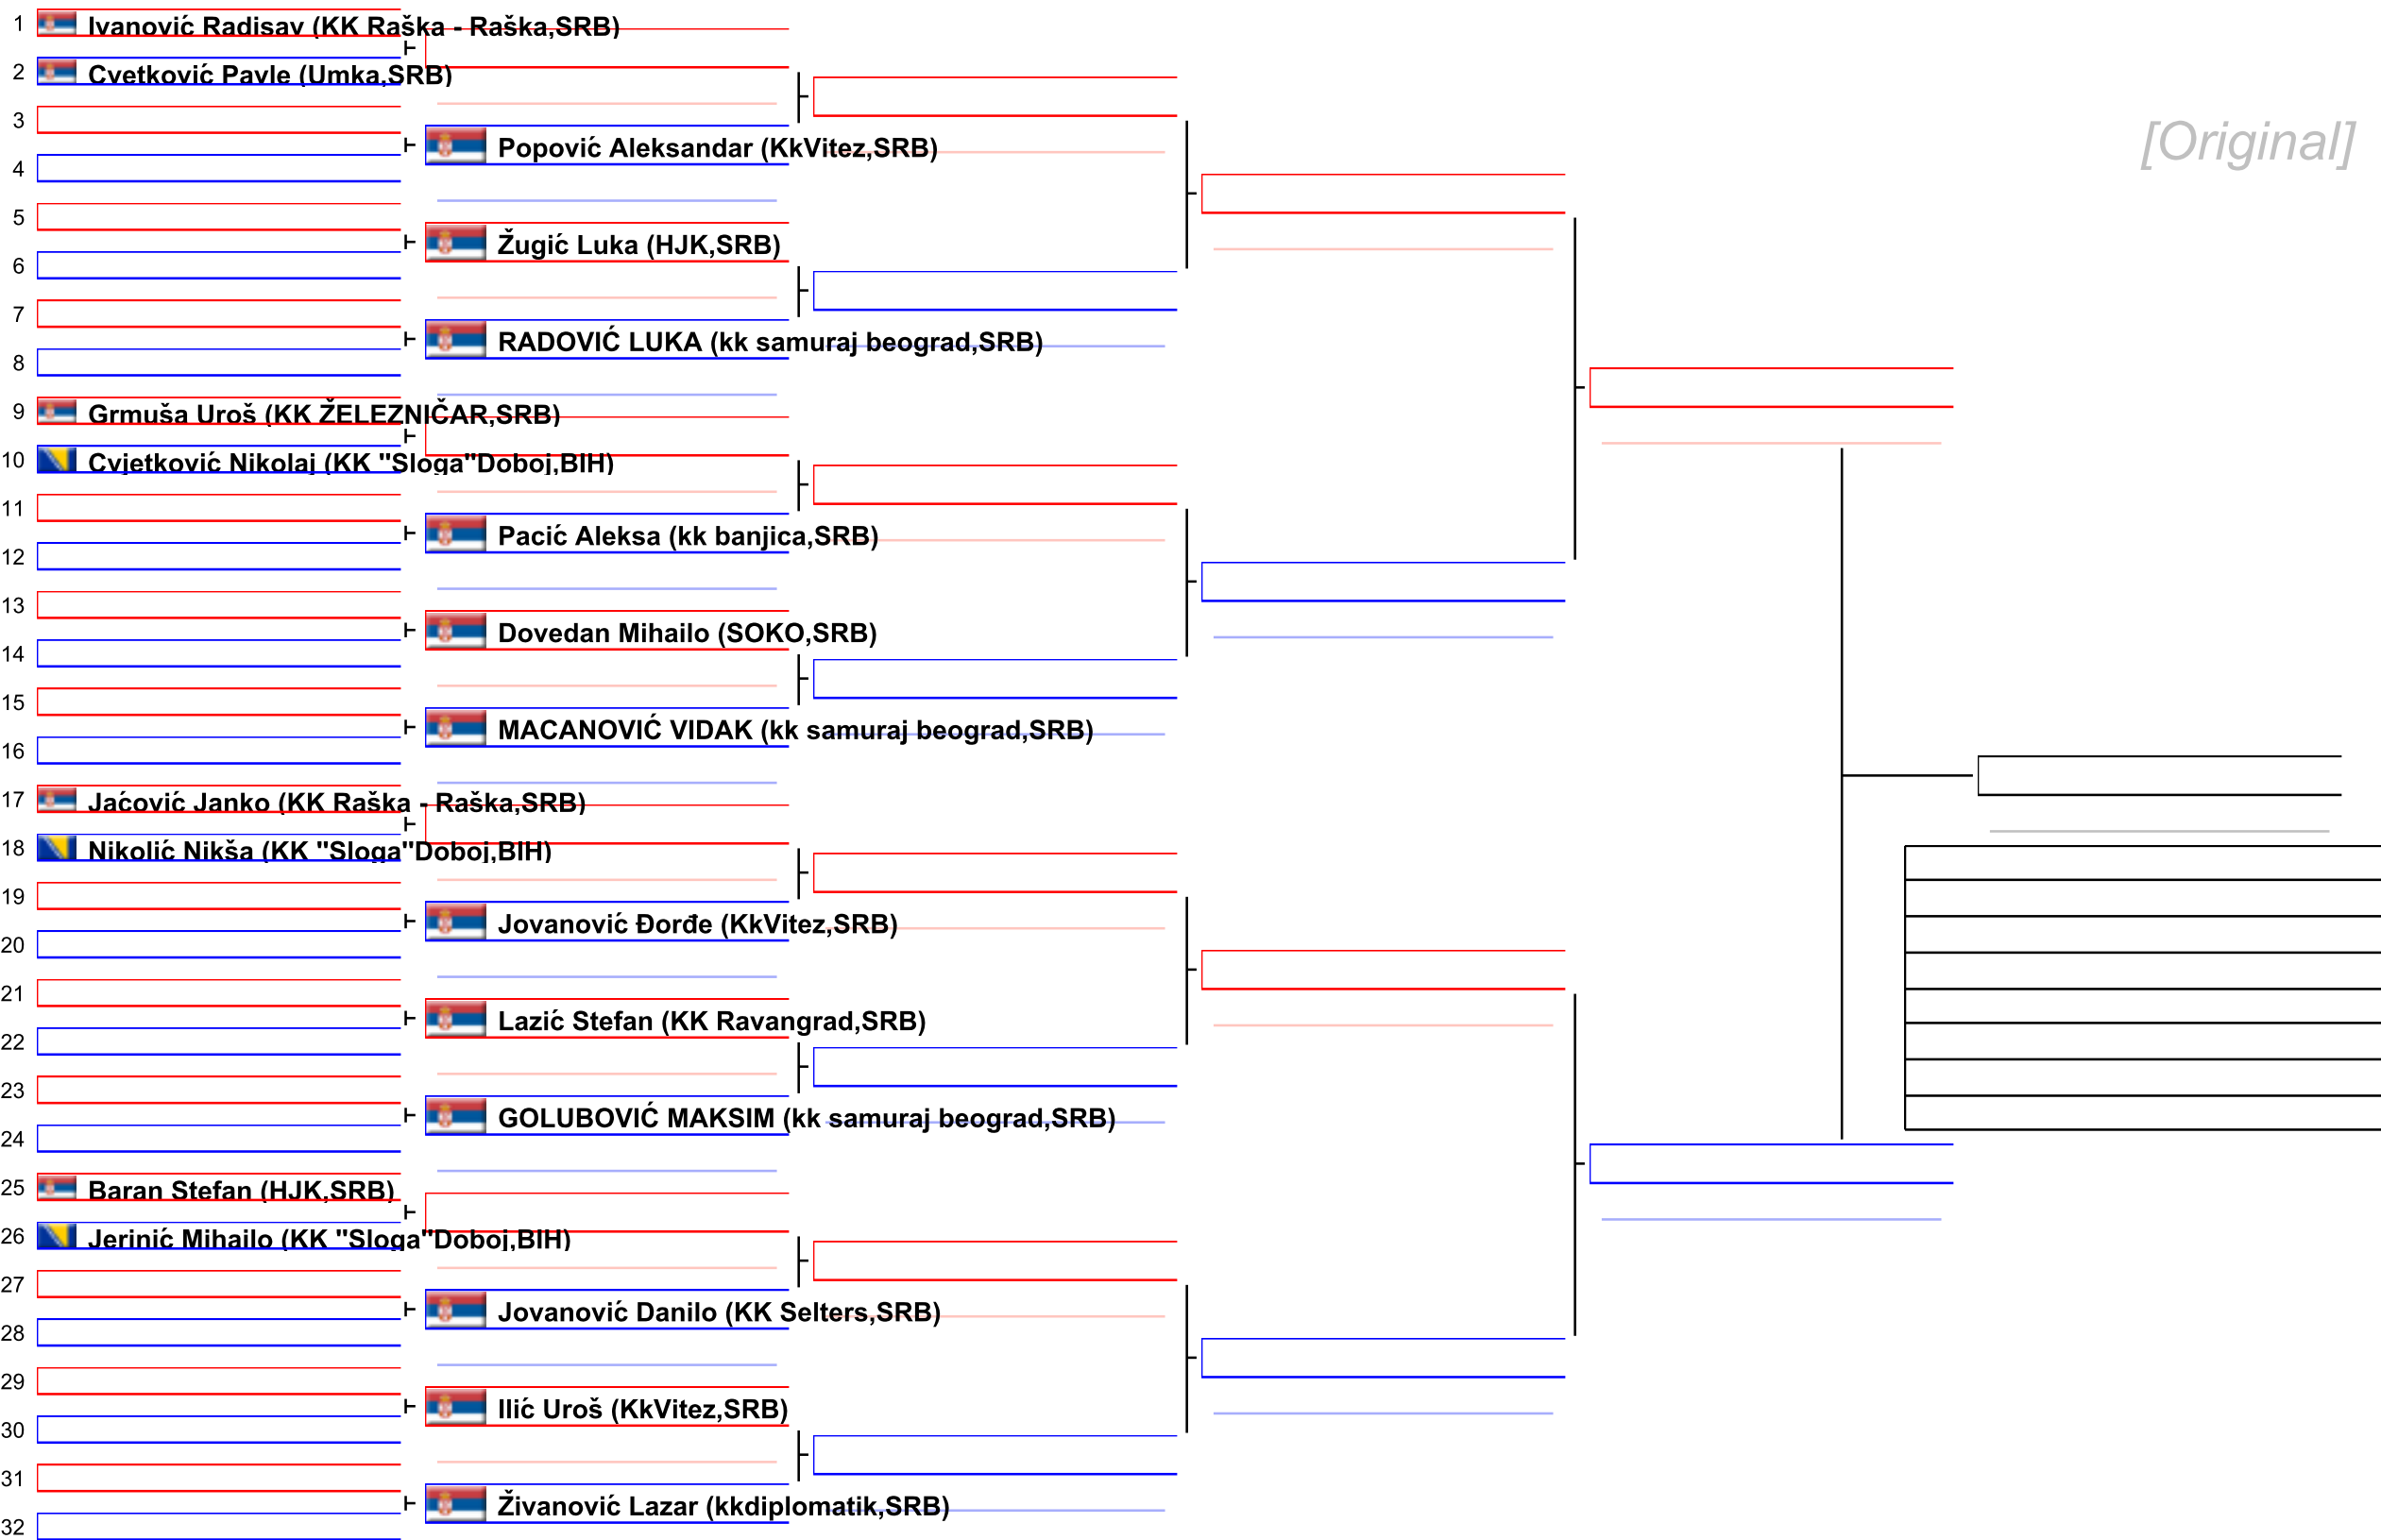 1 Ivanović Radisav (KK Raška - Raška,SRB)
2 Cvetković Pavle (Umka,SRB)
3
[Original]
Popović Aleksandar (KkVitez,SRB)
4
5
Žugić Luka (HJK,SRB)
6
7
RADOVIĆ LUKA (kk samuraj beograd,SRB)
8
9 Grmuša Uroš (KK ŽELEZNIČAR,SRB)
10 Cvjetković Nikolaj (KK "Sloga"Doboj,BIH)
11
Pacić Aleksa (kk banjica,SRB)
12
13
Dovedan Mihailo (SOKO,SRB)
14
15
MACANOVIĆ VIDAK (kk samuraj beograd,SRB)
16
17 Jaćović Janko (KK Raška - Raška,SRB)
18 Nikolić Nikša (KK "Sloga"Doboj,BIH)
19
Jovanović Đorđe (KkVitez,SRB)
20
21
Lazić Stefan (KK Ravangrad,SRB)
22
23
GOLUBOVIĆ MAKSIM (kk samuraj beograd,SRB)
24
25 Baran Stefan (HJK,SRB)
26 Jerinić Mihailo (KK "Sloga"Doboj,BIH)
27
Jovanović Danilo (KK Selters,SRB)
28
29
Ilić Uroš (KkVitez,SRB)
30
31
Živanović Lazar (kkdiplomatik,SRB)
32